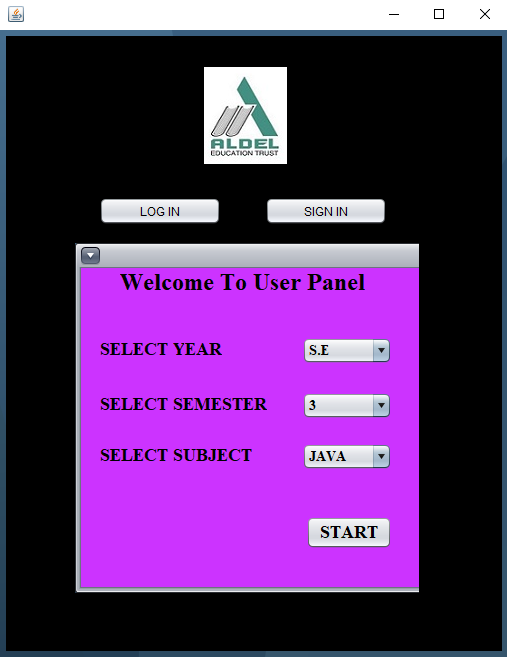 ALDEL
EDUCATION TRUST
LOG IN SIGN IN
Welcome To User Panel
SELECT YEAR S.E
SELECT SEMESTER 3
SELECT SUBJECT JAVA
START